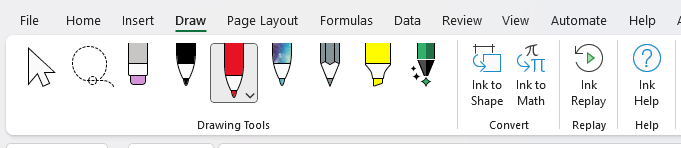 File Home Insert Draw Page Layout Formulas Data Review View Automate Help
Ink to Shape
Ink to Math
Ink Replay
Ink Help
Drawing Tools Convert Replay Help